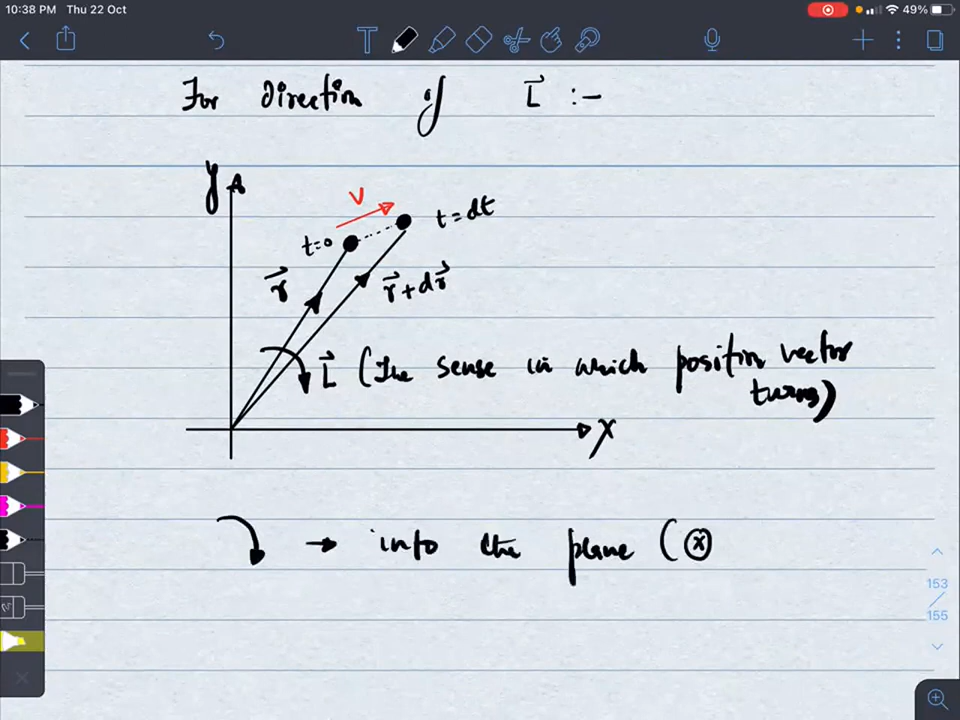 10:38 PM Thu 22 Oct
49%
For direction of L⃗ :-
y
v
t=0
t=dt
r⃗
r⃗+dr⃗
L⃗ (The sense in which position vector
turns)
X
→ into the plane (ⓧ
153
155